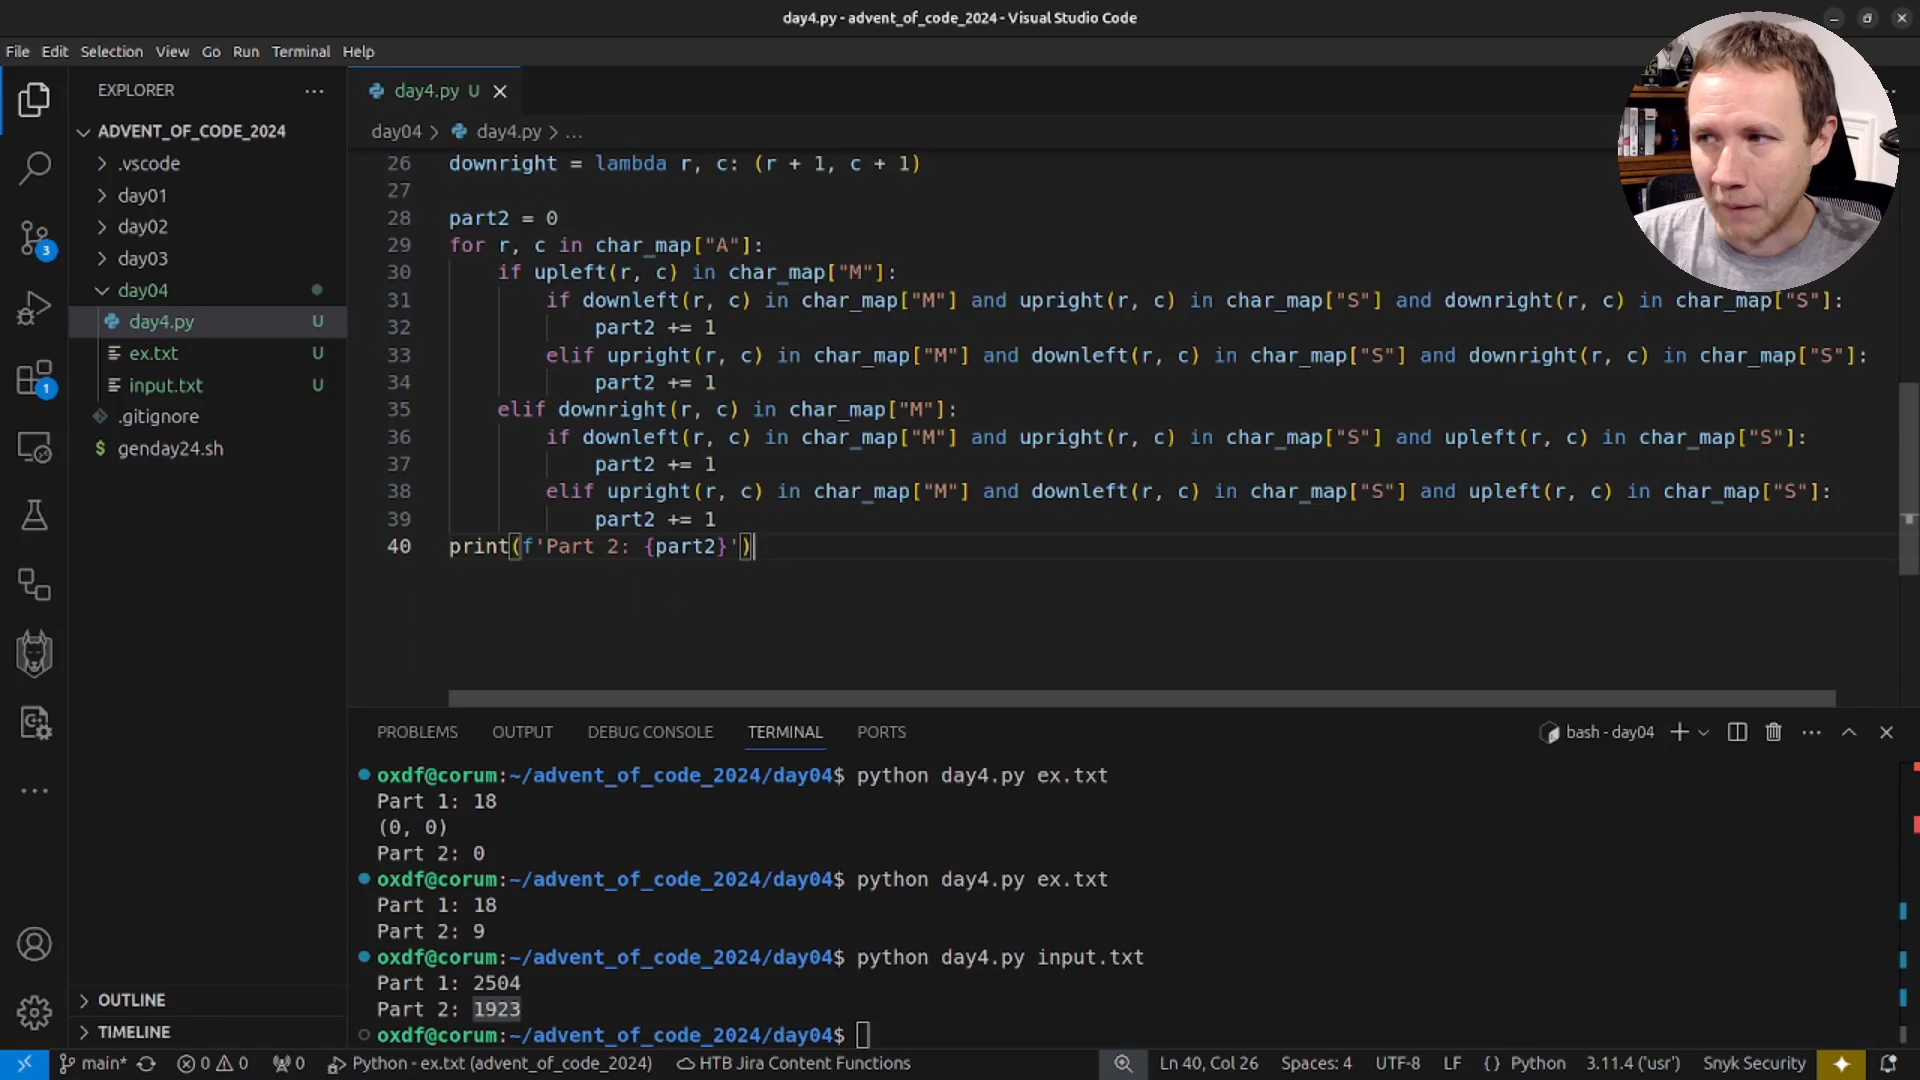 day4.py - advent_of_code_2024 - Visual Studio Code
File Edit Selection View Go Run Terminal Help
EXPLORER
ADVENT_OF_CODE_2024
.vscode
day01
day02
day03
day04
day4.py U
ex.txt U
input.txt U
.gitignore
$ genday24.sh
OUTLINE
TIMELINE
3
1
day4.py U
day04 > day4.py > ...
26 downright = lambda r, c: (r + 1, c + 1)
27
28 part2 = 0
29 for r, c in char_map["A"]:
30     if upleft(r, c) in char_map["M"]:
31         if downleft(r, c) in char_map["M"] and upright(r, c) in char_map["S"] and downright(r, c) in char_map["S"]:
32             part2 += 1
33         elif upright(r, c) in char_map["M"] and downleft(r, c) in char_map["S"] and downright(r, c) in char_map["S"]:
34             part2 += 1
35     elif downright(r, c) in char_map["M"]:
36         if downleft(r, c) in char_map["M"] and upright(r, c) in char_map["S"] and upleft(r, c) in char_map["S"]:
37             part2 += 1
38         elif upright(r, c) in char_map["M"] and downleft(r, c) in char_map["S"] and upleft(r, c) in char_map["S"]:
39             part2 += 1
40 print(f'Part 2: {part2}')
PROBLEMS OUTPUT DEBUG CONSOLE TERMINAL PORTS
bash - day04
oxdf@corum:~/advent_of_code_2024/day04$ python day4.py ex.txt
Part 1: 18
(0, 0)
Part 2: 0
oxdf@corum:~/advent_of_code_2024/day04$ python day4.py ex.txt
Part 1: 18
Part 2: 9
oxdf@corum:~/advent_of_code_2024/day04$ python day4.py input.txt
Part 1: 2504
Part 2: 1923
oxdf@corum:~/advent_of_code_2024/day04$
main* 0 0 0 Python - ex.txt (advent_of_code_2024) HTB Jira Content Functions Ln 40, Col 26 Spaces: 4 UTF-8 LF {} Python 3.11.4 ('usr') Snyk Security